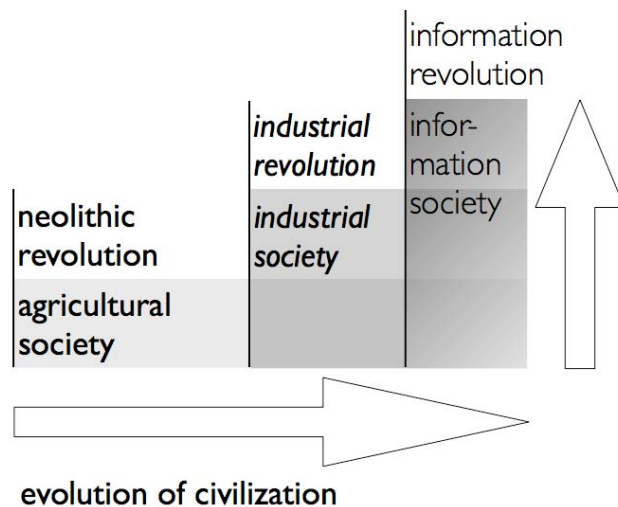 information
revolution
industrial
revolution
infor-
mation
society
neolithic
revolution
industrial
society
agricultural
society
evolution of civilization